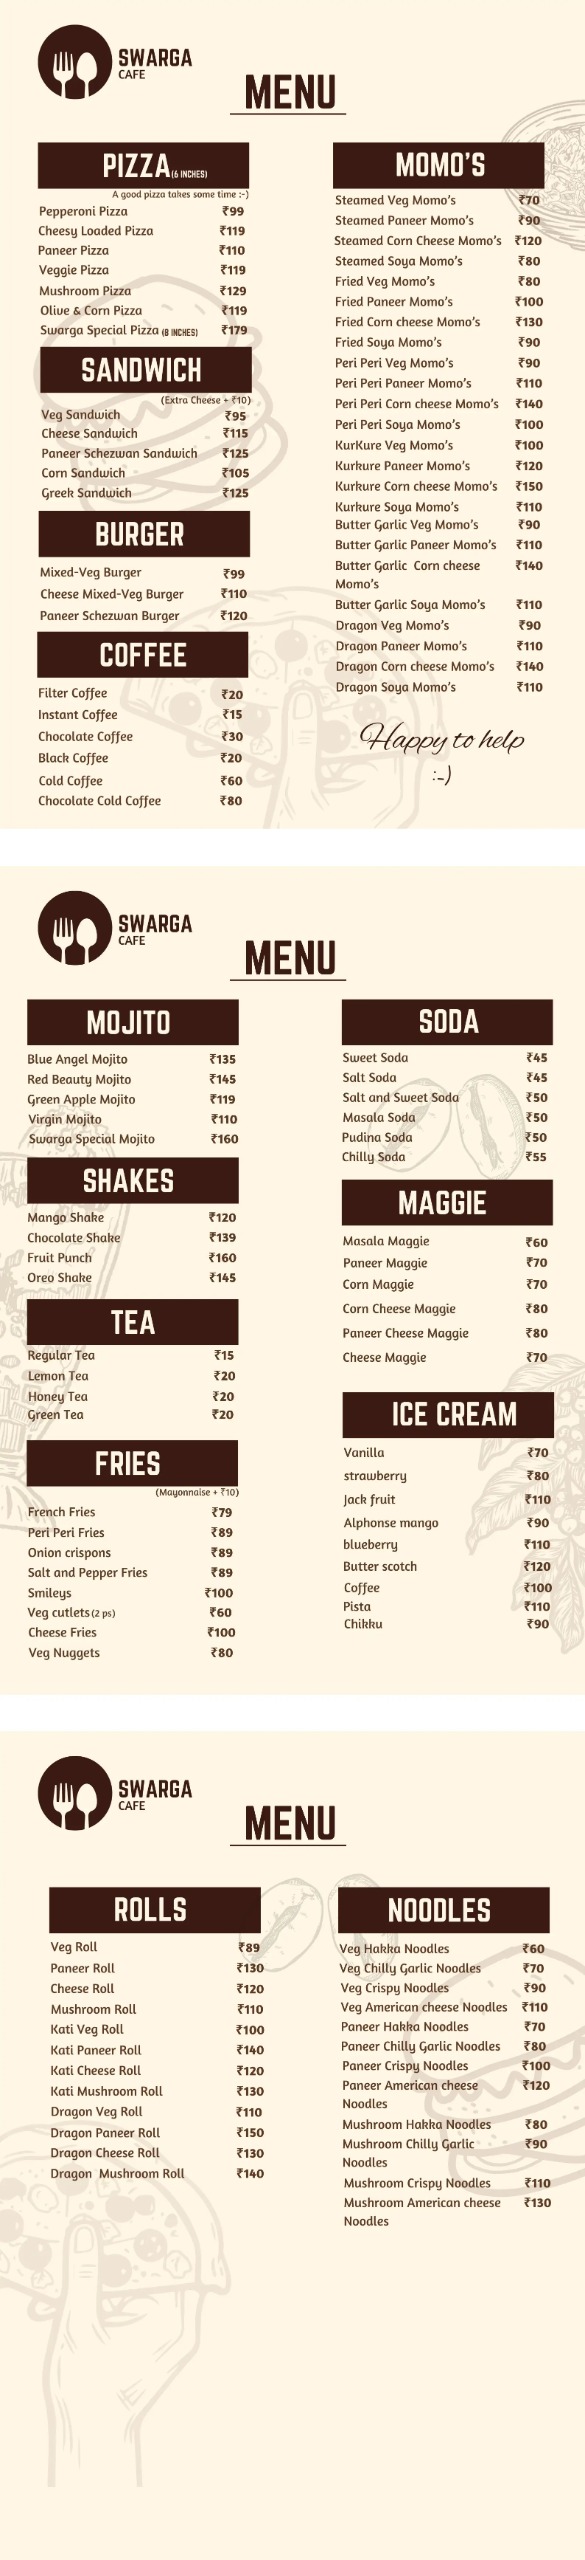 SWARGA
CAFE
MENU
PIZZA(6 INCHES)
A good pizza takes some time :-)
Pepperoni Pizza ₹99
Cheesy Loaded Pizza ₹119
Paneer Pizza ₹110
Veggie Pizza ₹119
Mushroom Pizza ₹129
Olive & Corn Pizza ₹119
Swarga Special Pizza (8 INCHES) ₹179
SANDWICH
(Extra Cheese + ₹10)
Veg Sandwich ₹95
Cheese Sandwich ₹115
Paneer Schezwan Sandwich ₹125
Corn Sandwich ₹105
Greek Sandwich ₹125
BURGER
Mixed-Veg Burger ₹99
Cheese Mixed-Veg Burger ₹110
Paneer Schezwan Burger ₹120
COFFEE
Filter Coffee ₹20
Instant Coffee ₹15
Chocolate Coffee ₹30
Black Coffee ₹20
Cold Coffee ₹60
Chocolate Cold Coffee ₹80
MOMO'S
Steamed Veg Momo's ₹70
Steamed Paneer Momo's ₹90
Steamed Corn Cheese Momo's ₹120
Steamed Soya Momo's ₹80
Fried Veg Momo's ₹80
Fried Paneer Momo's ₹100
Fried Corn cheese Momo's ₹130
Fried Soya Momo's ₹90
Peri Peri Veg Momo's ₹90
Peri Peri Paneer Momo's ₹110
Peri Peri Corn cheese Momo's ₹140
Peri Peri Soya Momo's ₹100
KurKure Veg Momo's ₹100
Kurkure Paneer Momo's ₹120
Kurkure Corn cheese Momo's ₹150
Kurkure Soya Momo's ₹110
Butter Garlic Veg Momo's ₹90
Butter Garlic Paneer Momo's ₹110
Butter Garlic Corn cheese ₹140
Momo's
Butter Garlic Soya Momo's ₹110
Dragon Veg Momo's ₹90
Dragon Paneer Momo's ₹110
Dragon Corn cheese Momo's ₹140
Dragon Soya Momo's ₹110
Happy to help
:-)
SWARGA
CAFE
MENU
MOJITO
Blue Angel Mojito ₹135
Red Beauty Mojito ₹145
Green Apple Mojito ₹119
Virgin Mojito ₹110
Swarga Special Mojito ₹160
SHAKES
Mango Shake ₹120
Chocolate Shake ₹139
Fruit Punch ₹160
Oreo Shake ₹145
TEA
Regular Tea ₹15
Lemon Tea ₹20
Honey Tea ₹20
Green Tea ₹20
FRIES
(Mayonnaise + ₹10)
French Fries ₹79
Peri Peri Fries ₹89
Onion crispons ₹89
Salt and Pepper Fries ₹89
Smileys ₹100
Veg cutlets(2 ps) ₹60
Cheese Fries ₹100
Veg Nuggets ₹80
SODA
Sweet Soda ₹45
Salt Soda ₹45
Salt and Sweet Soda ₹50
Masala Soda ₹50
Pudina Soda ₹50
Chilly Soda ₹55
MAGGIE
Masala Maggie ₹60
Paneer Maggie ₹70
Corn Maggie ₹70
Corn Cheese Maggie ₹80
Paneer Cheese Maggie ₹80
Cheese Maggie ₹70
ICE CREAM
Vanilla ₹70
strawberry ₹80
Jack fruit ₹110
Alphonse mango ₹90
blueberry ₹110
Butter scotch ₹120
Coffee ₹100
Pista ₹110
Chikku ₹90
SWARGA
CAFE
MENU
ROLLS
Veg Roll ₹89
Paneer Roll ₹130
Cheese Roll ₹120
Mushroom Roll ₹110
Kati Veg Roll ₹100
Kati Paneer Roll ₹140
Kati Cheese Roll ₹120
Kati Mushroom Roll ₹130
Dragon Veg Roll ₹110
Dragon Paneer Roll ₹150
Dragon Cheese Roll ₹130
Dragon Mushroom Roll ₹140
NOODLES
Veg Hakka Noodles ₹60
Veg Chilly Garlic Noodles ₹70
Veg Crispy Noodles ₹90
Veg American cheese Noodles ₹110
Paneer Hakka Noodles ₹70
Paneer Chilly Garlic Noodles ₹80
Paneer Crispy Noodles ₹100
Paneer American cheese ₹120
Noodles
Mushroom Hakka Noodles ₹80
Mushroom Chilly Garlic ₹90
Noodles
Mushroom Crispy Noodles ₹110
Mushroom American cheese ₹130
Noodles